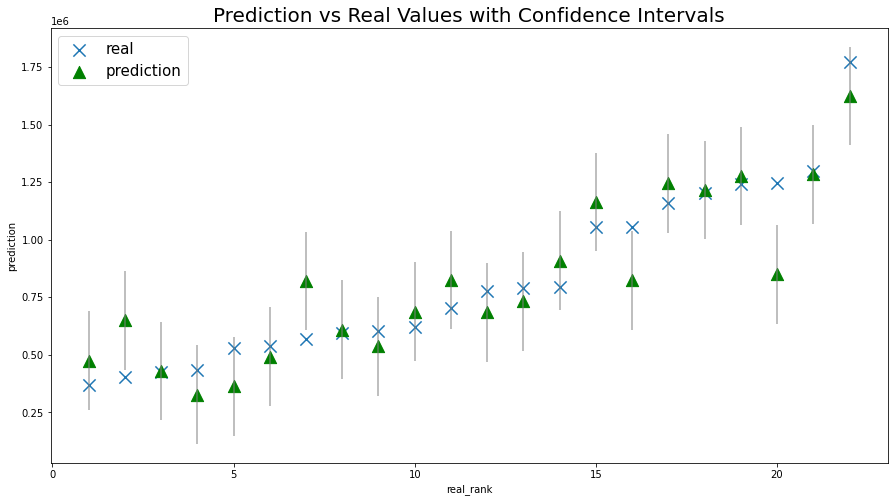 Prediction vs Real Values with Confidence Intervals
1e6
real
prediction
1.75
1.50
1.25
1.00
0.75
0.50
0.25
prediction
0
5
10
15
20
real_rank